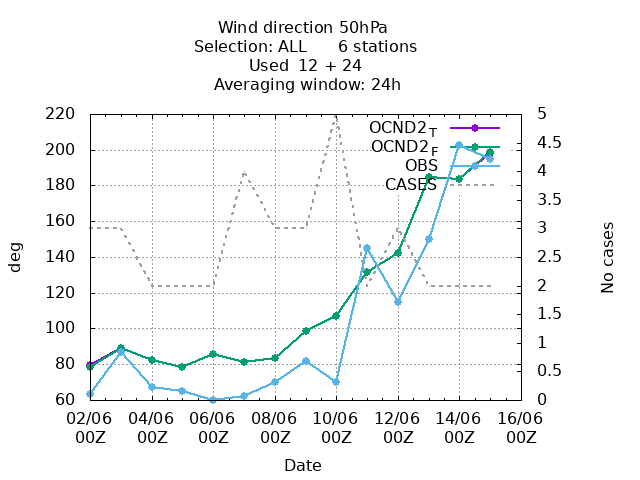 Wind direction 50hPa
Selection: ALL 6 stations
Used 12 + 24
Averaging window: 24h
220
200
180
160
140
120
100
80
60
deg
5
4.5
4
3.5
3
2.5
2
1.5
1
0.5
0
No cases
OCND2T
OCND2F
OBS
CASES
02/06 04/06 06/06 08/06 10/06 12/06 14/06 16/06
00Z 00Z 00Z 00Z 00Z 00Z 00Z 00Z
Date